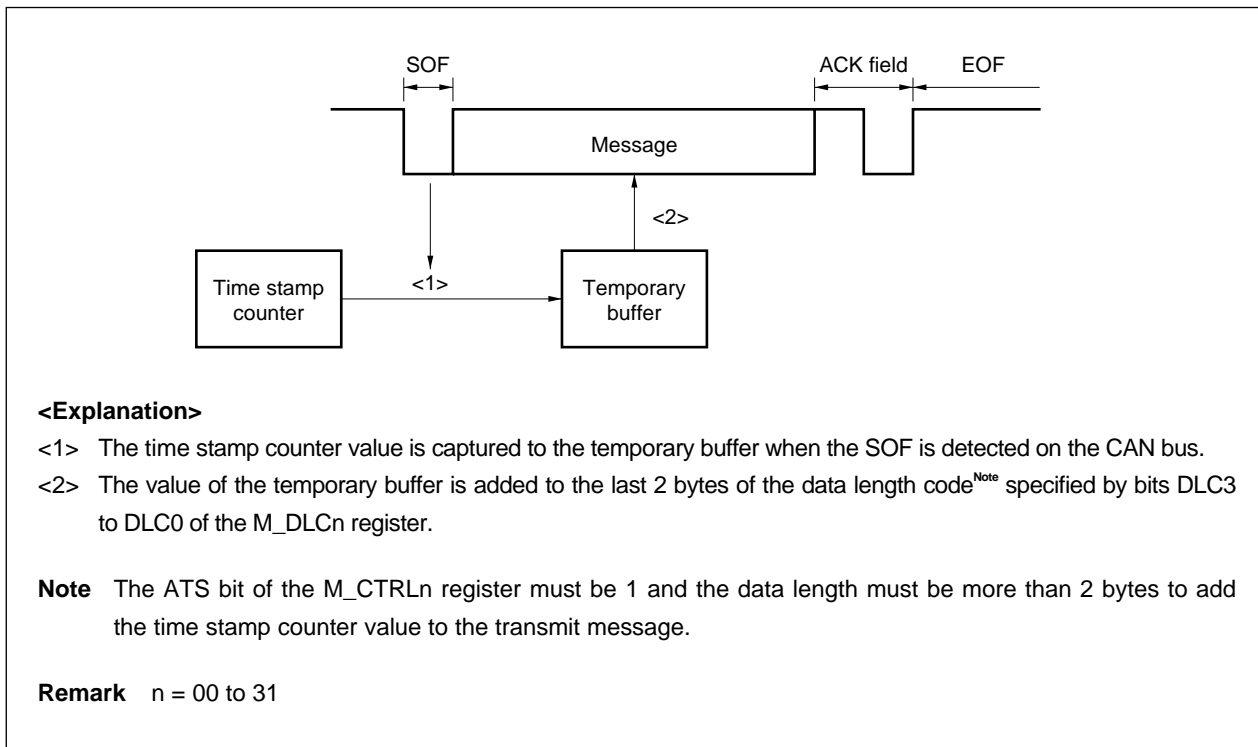 SOF
ACK field
EOF
Message
<2>
Time stamp
counter
<1>
Temporary
buffer
<Explanation>
<1> The time stamp counter value is captured to the temporary buffer when the SOF is detected on the CAN bus.
<2> The value of the temporary buffer is added to the last 2 bytes of the data length code^Note specified by bits DLC3
to DLC0 of the M_DLCn register.
Note The ATS bit of the M_CTRLn register must be 1 and the data length must be more than 2 bytes to add
the time stamp counter value to the transmit message.
Remark n = 00 to 31